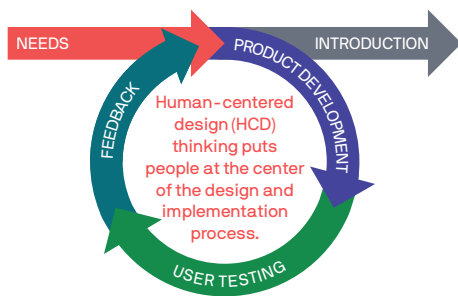 NEEDS
INTRODUCTION
PRODUCT DEVELOPMENT
FEEDBACK
Human-centered
design (HCD)
thinking puts
people at the center
of the design and
implementation
process.
USER TESTING